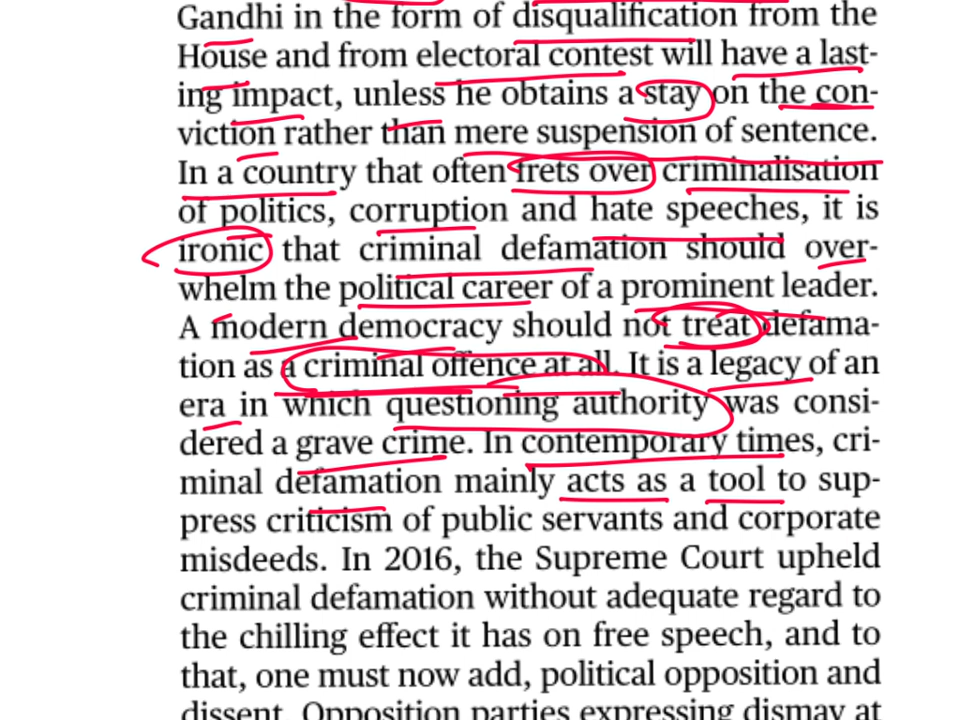 Gandhi in the form of disqualification from the
House and from electoral contest will have a last-
ing impact, unless he obtains a stay on the con-
viction rather than mere suspension of sentence.
In a country that often frets over criminalisation
of politics, corruption and hate speeches, it is
ironic that criminal defamation should over-
whelm the political career of a prominent leader.
A modern democracy should not treat defama-
tion as a criminal offence at all. It is a legacy of an
era in which questioning authority was consi-
dered a grave crime. In contemporary times, cri-
minal defamation mainly acts as a tool to sup-
press criticism of public servants and corporate
misdeeds. In 2016, the Supreme Court upheld
criminal defamation without adequate regard to
the chilling effect it has on free speech, and to
that, one must now add, political opposition and
dissent. Opposition parties expressing dismay at